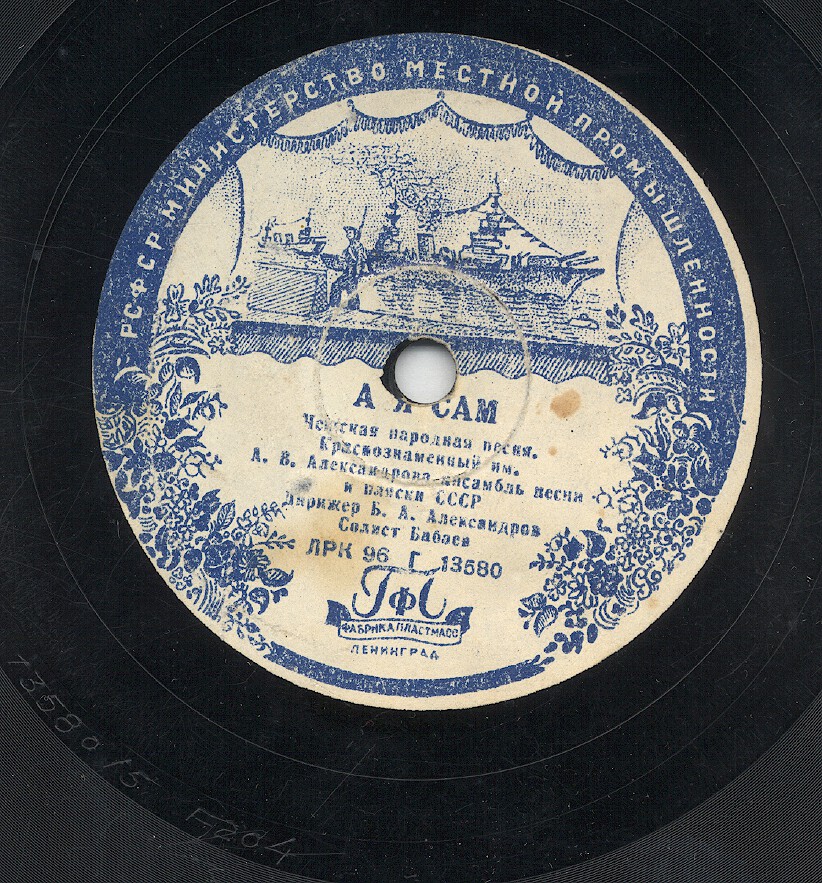 РСФСР МИНИСТЕРСТВО МЕСТНОЙ ПРОМЫШЛЕННОСТИ
А Я САМ
Чешская народная песня.
Краснознаменный им.
А. В. Александрова ансамбль песни
и пляски СССР
Дирижер Б. А. Александров
Солист Бабаев
ЛРК 96 Г 13580
ГФС
ФАБРИКА ПЛАСТМАСС
ЛЕНИНГРАД
13580/5